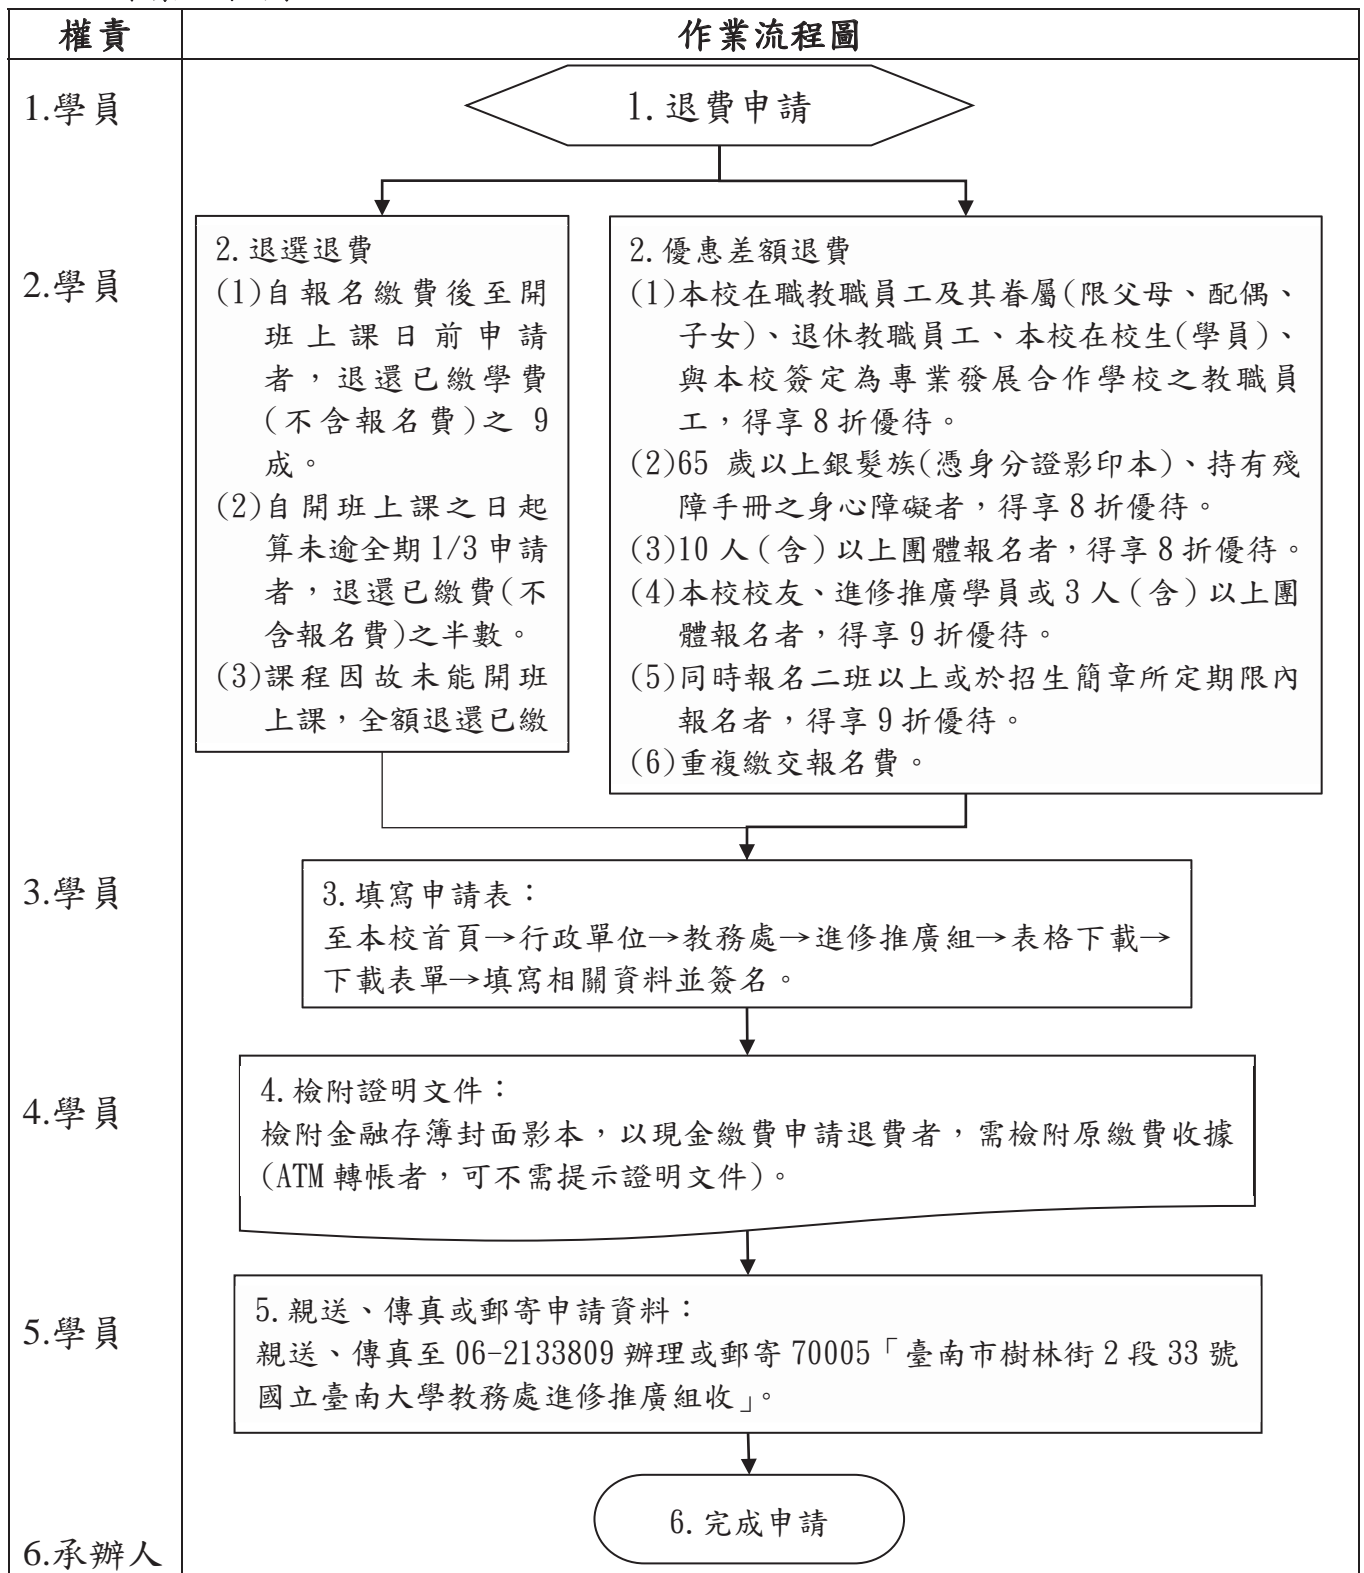 權責
作業流程圖
1.學員
1.退費申請
2.學員
2.退選退費
(1)自報名繳費後至開
班上課日前申請
者，退還已繳學費
(不含報名費)之 9
成。
(2)自開班上課之日起
算未逾全期 1/3 申請
者，退還已繳費(不
含報名費)之半數。
(3)課程因故未能開班
上課，全額退還已繳
2.優惠差額退費
(1)本校在職教職員工及其眷屬(限父母、配偶、
子女)、退休教職員工、本校在校生(學員)、
與本校簽定為專業發展合作學校之教職員
工，得享 8 折優待。
(2)65 歲以上銀髮族(憑身分證影印本)、持有殘
障手冊之身心障礙者，得享 8 折優待。
(3)10 人（含）以上團體報名者，得享 8 折優待。
(4)本校校友、進修推廣學員或 3 人（含）以上團
體報名者，得享 9 折優待。
(5)同時報名二班以上或於招生簡章所定期限內
報名者，得享 9 折優待。
(6)重複繳交報名費。
3.學員
3.填寫申請表：
至本校首頁→行政單位→教務處→進修推廣組→表格下載→
下載表單→填寫相關資料並簽名。
4.學員
4.檢附證明文件：
檢附金融存簿封面影本，以現金繳費申請退費者，需檢附原繳費收據
(ATM 轉帳者，可不需提示證明文件)。
5.學員
5.親送、傳真或郵寄申請資料：
親送、傳真至 06-2133809 辦理或郵寄 70005「臺南市樹林街 2 段 33 號
國立臺南大學教務處進修推廣組收」。
6.完成申請
6.承辦人